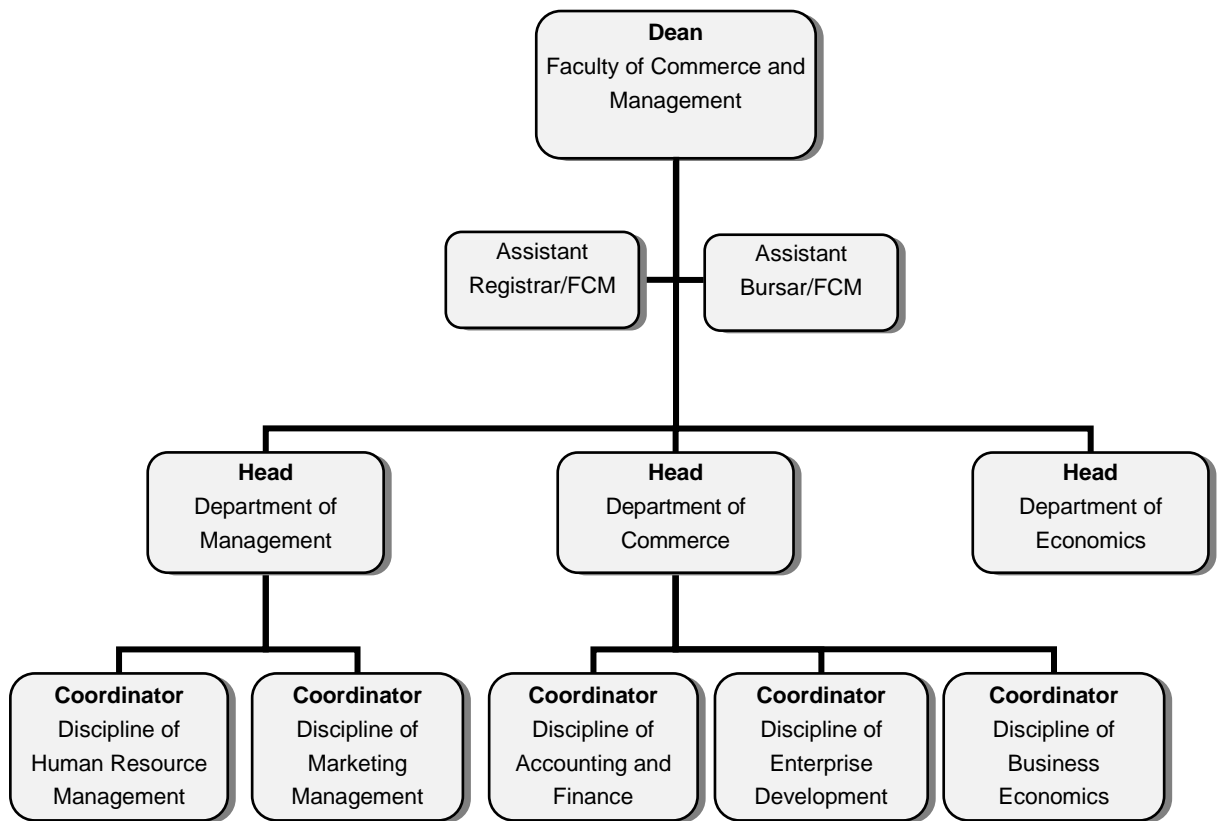 Dean
Faculty of Commerce and
Management
Assistant
Registrar/FCM
Assistant
Bursar/FCM
Head
Department of
Management
Head
Department of
Commerce
Head
Department of
Economics
Coordinator
Discipline of
Human Resource
Management
Coordinator
Discipline of
Marketing
Management
Coordinator
Discipline of
Accounting and
Finance
Coordinator
Discipline of
Enterprise
Development
Coordinator
Discipline of
Business
Economics